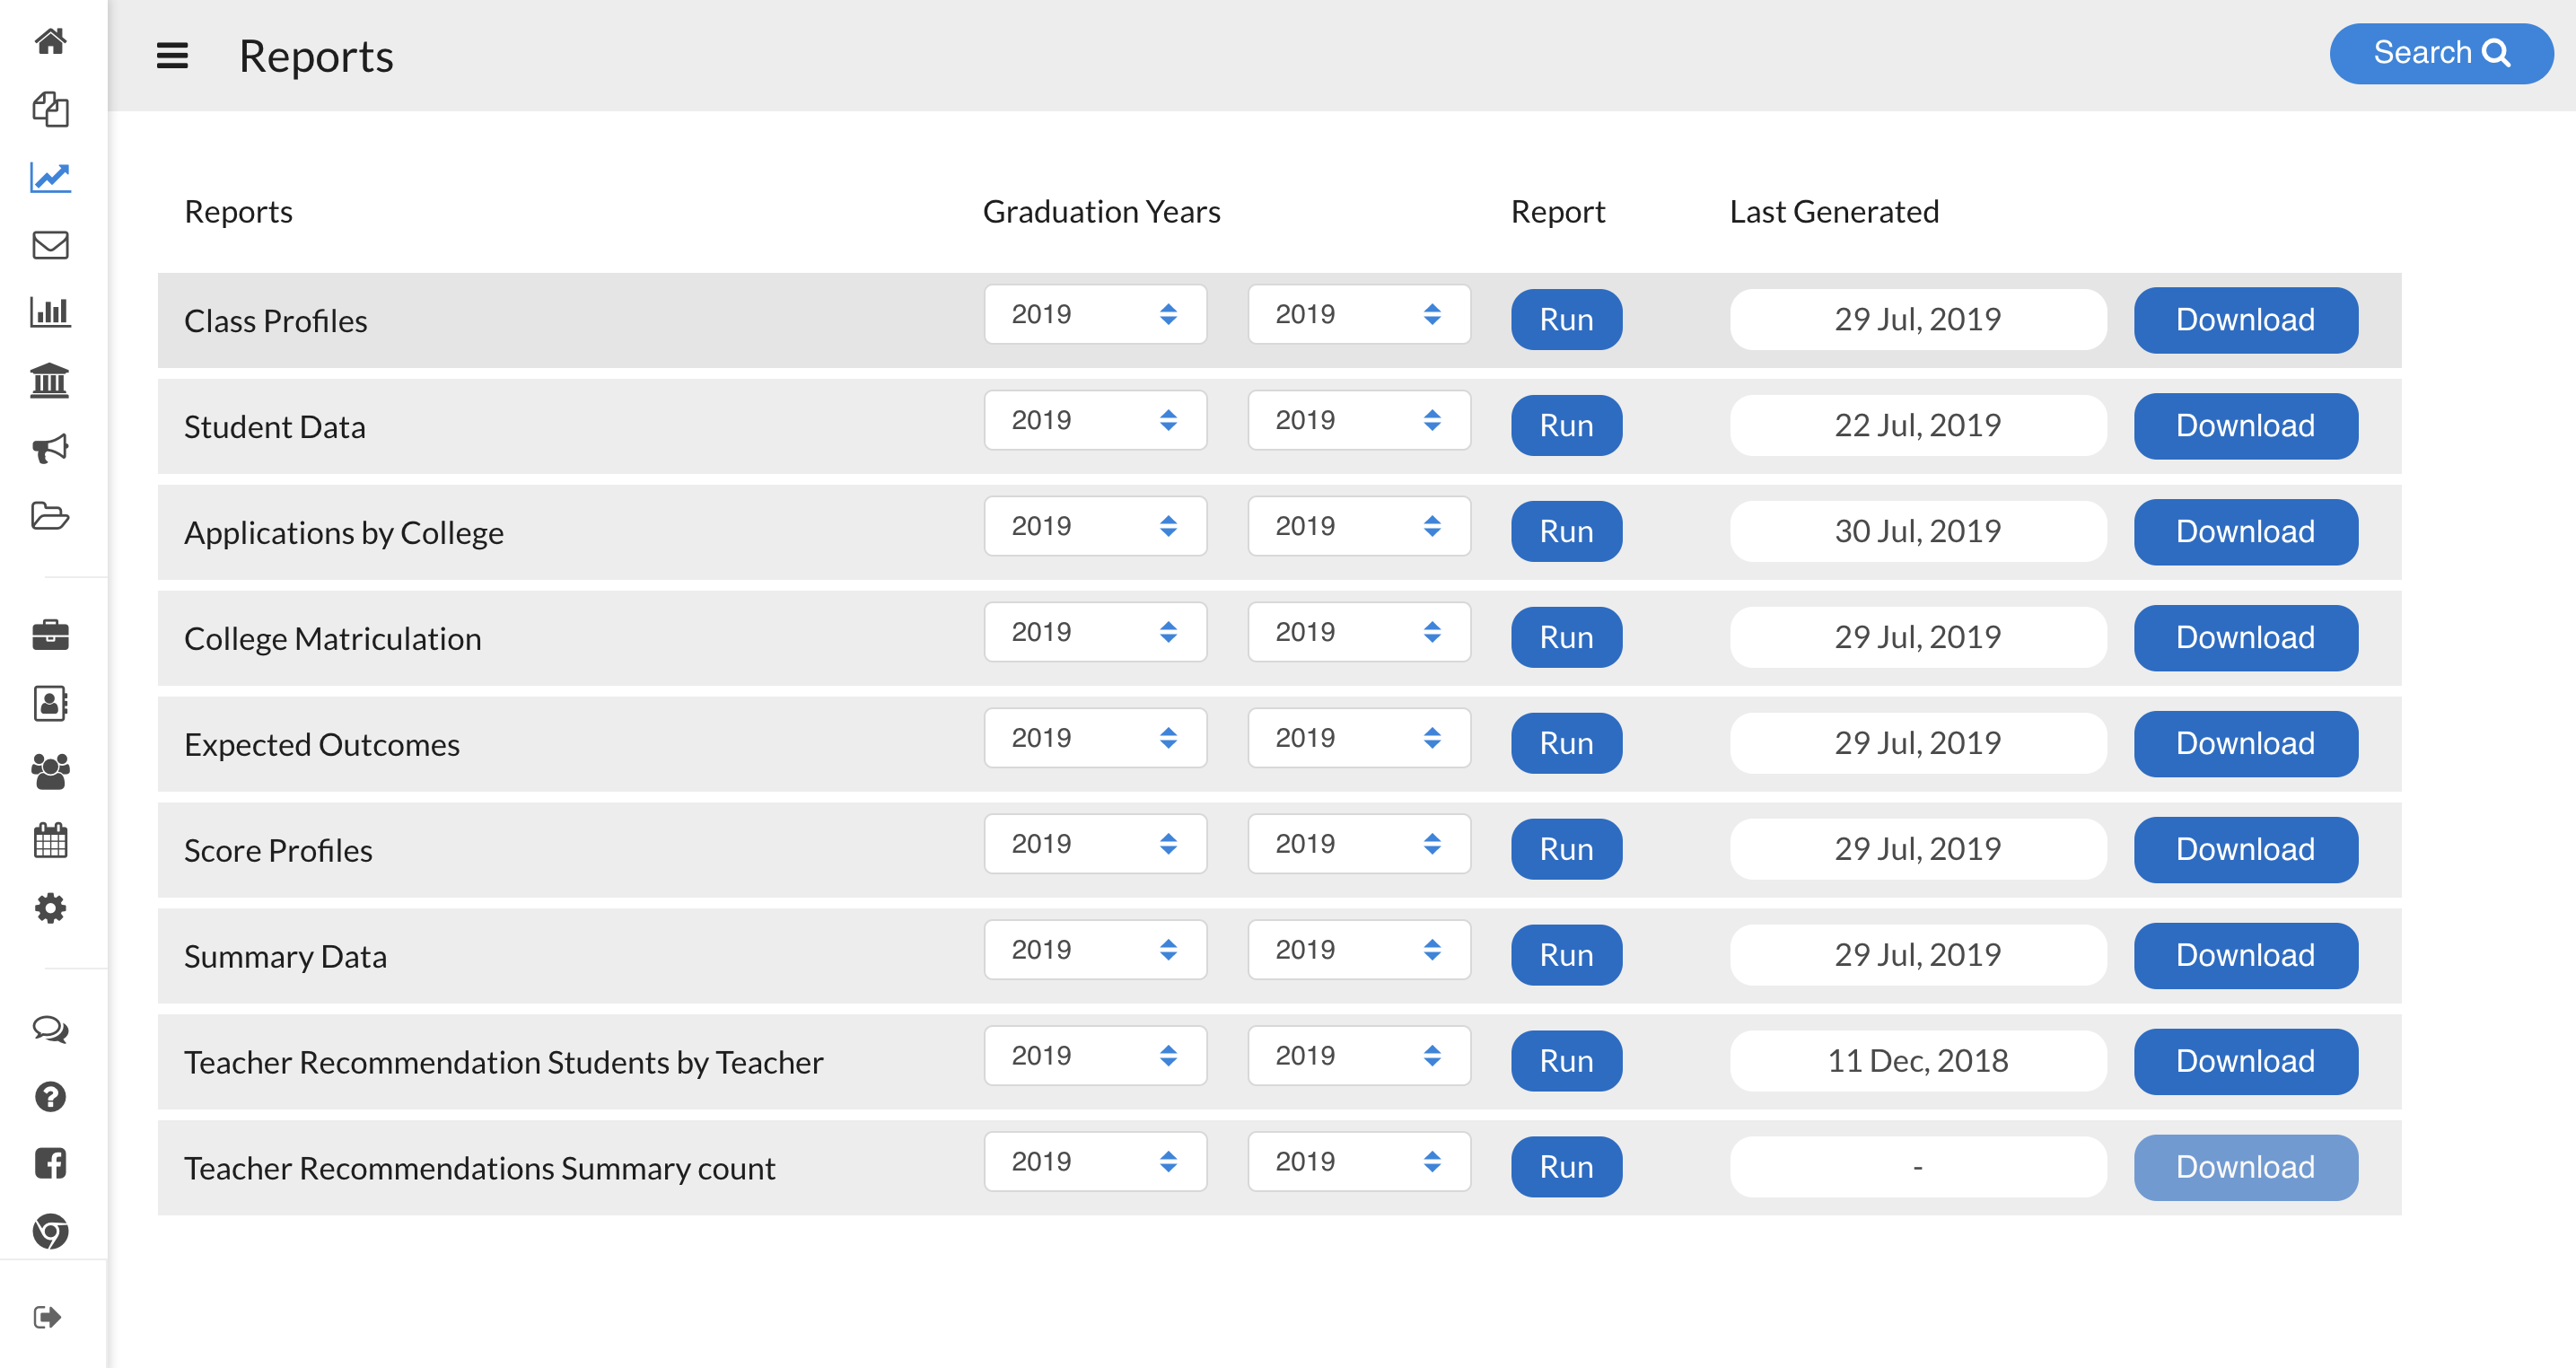 Reports
Search
Reports Graduation Years Report Last Generated
Class Profiles 2019 2019 Run 29 Jul, 2019 Download
Student Data 2019 2019 Run 22 Jul, 2019 Download
Applications by College 2019 2019 Run 30 Jul, 2019 Download
College Matriculation 2019 2019 Run 29 Jul, 2019 Download
Expected Outcomes 2019 2019 Run 29 Jul, 2019 Download
Score Profiles 2019 2019 Run 29 Jul, 2019 Download
Summary Data 2019 2019 Run 29 Jul, 2019 Download
Teacher Recommendation Students by Teacher 2019 2019 Run 11 Dec, 2018 Download
Teacher Recommendations Summary count 2019 2019 Run - Download